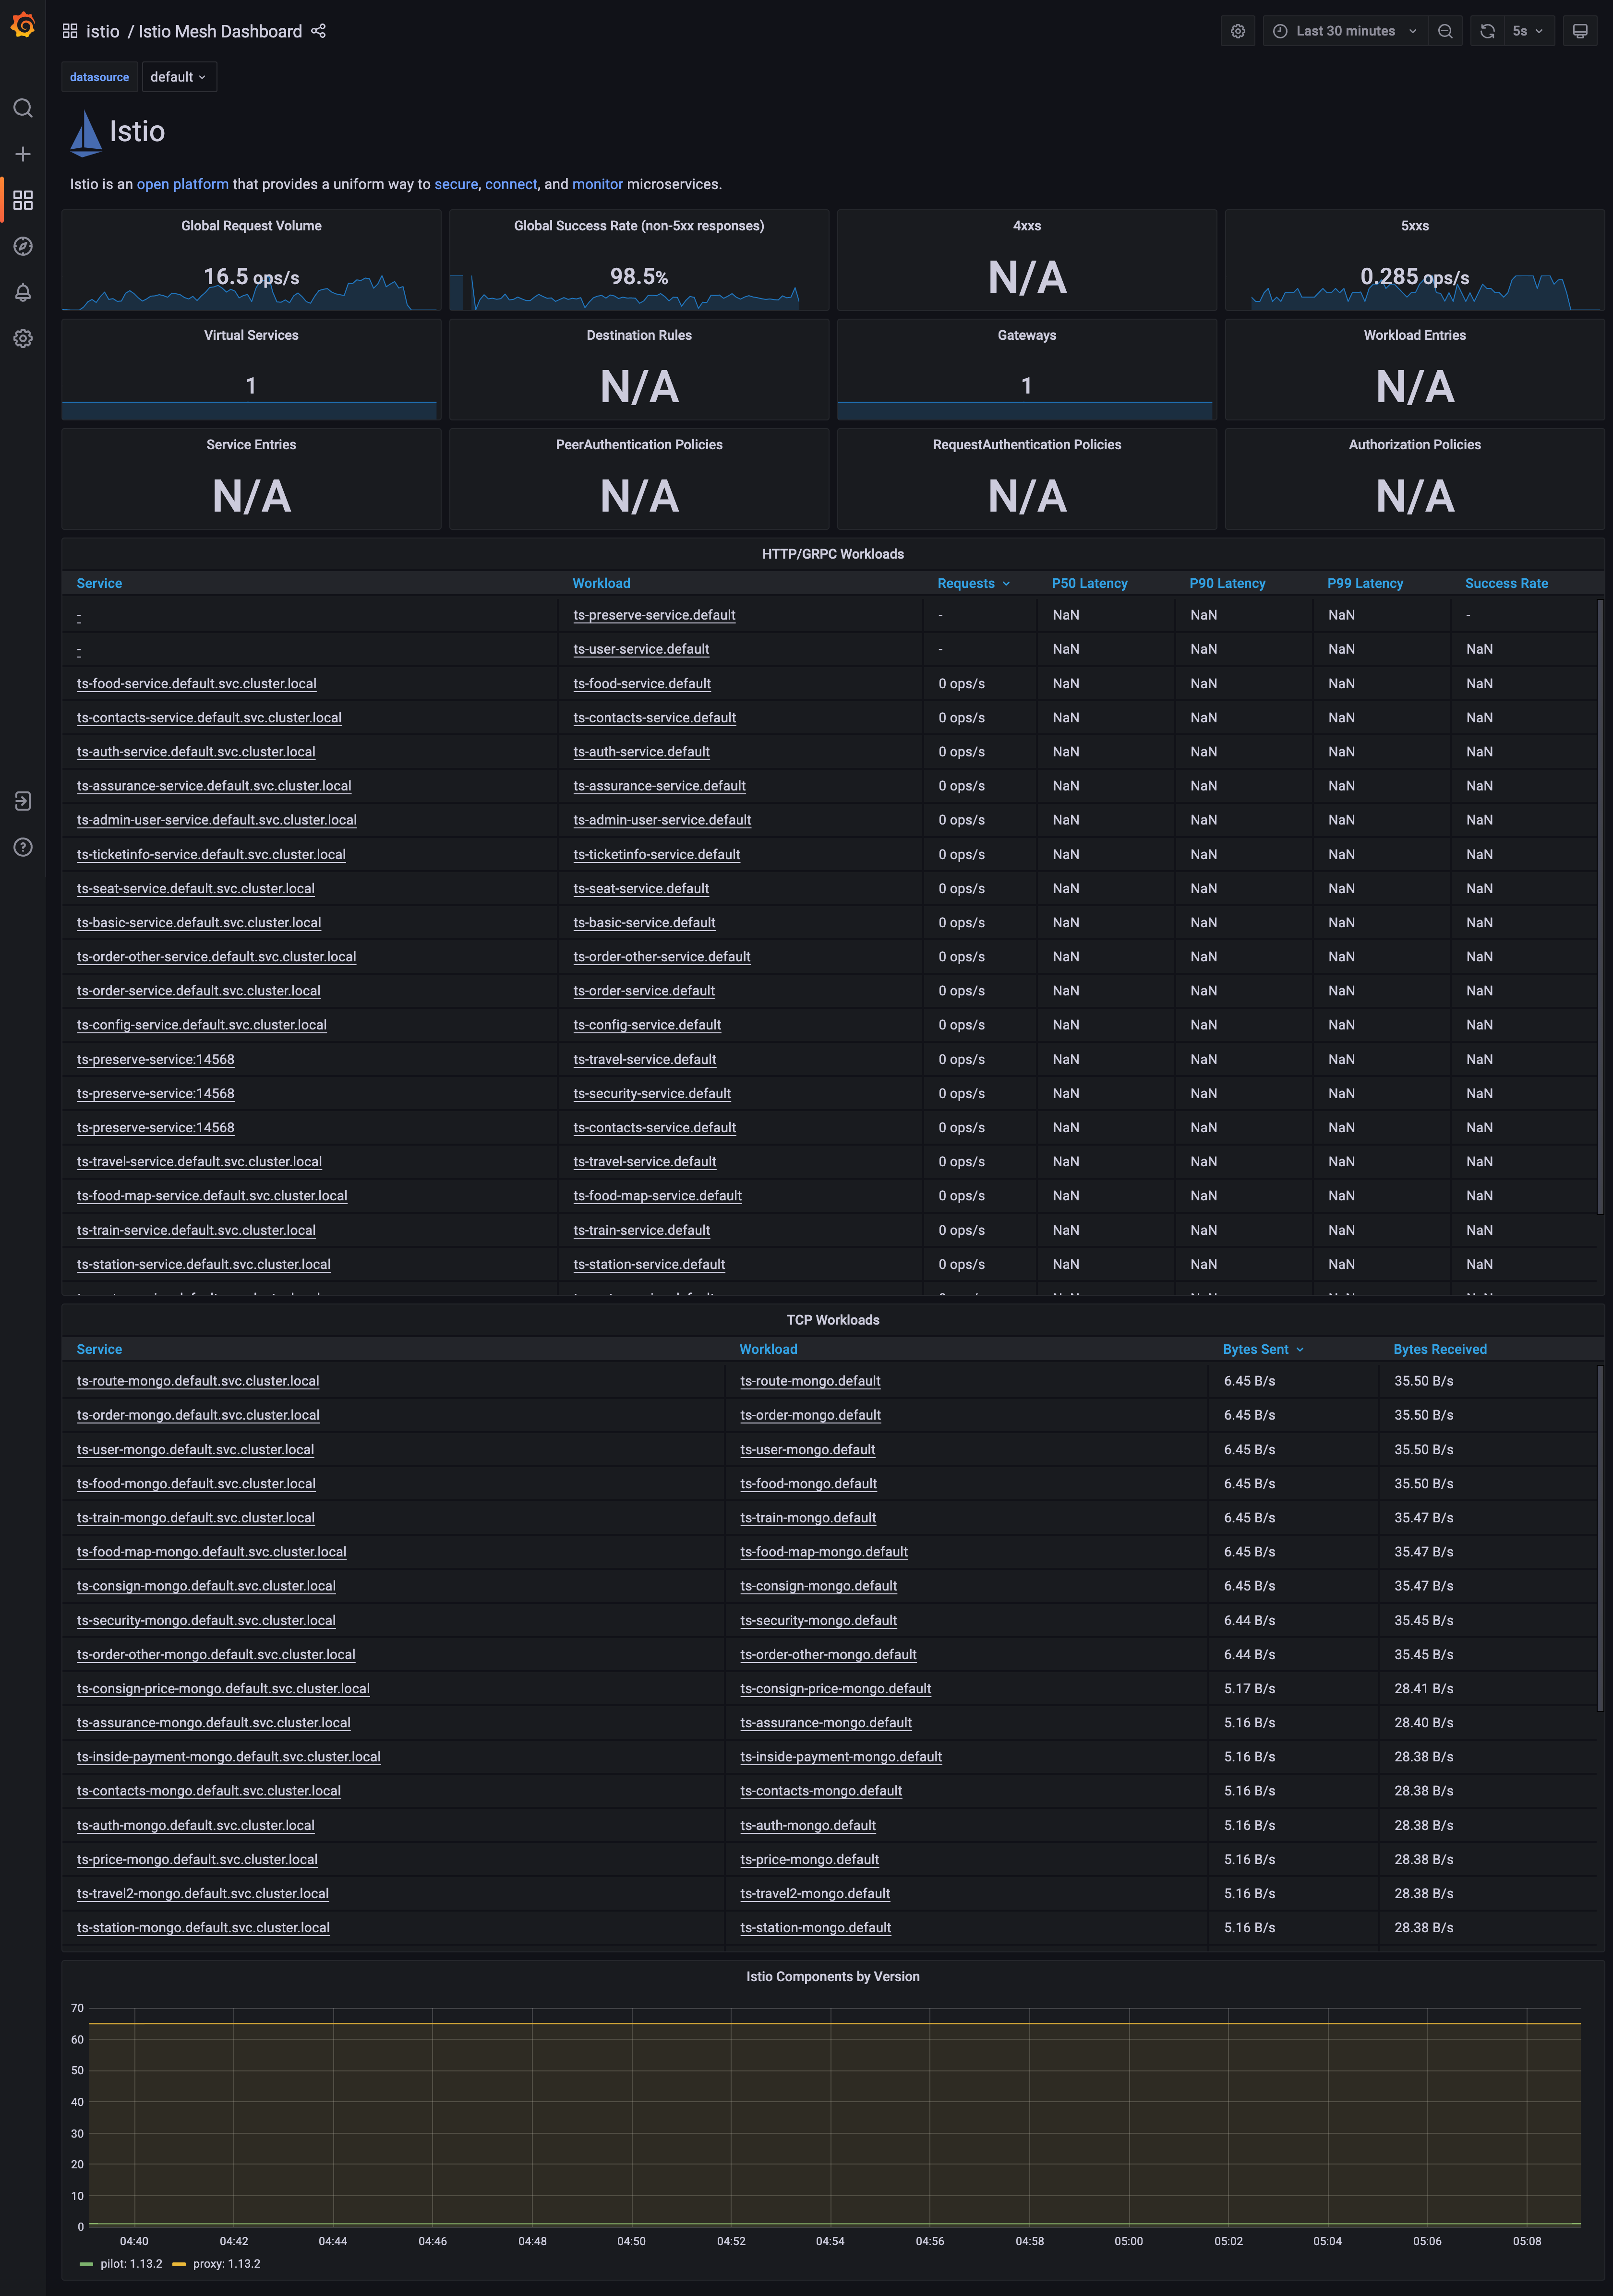 istio / Istio Mesh Dashboard
Last 30 minutes
5s
datasource default
Istio
Istio is an open platform that provides a uniform way to secure, connect, and monitor microservices.
Global Request Volume
16.5 ops/s
Global Success Rate (non-5xx responses)
98.5%
4xxs
N/A
5xxs
0.285 ops/s
Virtual Services
1
Destination Rules
N/A
Gateways
1
Workload Entries
N/A
Service Entries
N/A
PeerAuthentication Policies
N/A
RequestAuthentication Policies
N/A
Authorization Policies
N/A
HTTP/GRPC Workloads
Service Workload Requests P50 Latency P90 Latency P99 Latency Success Rate
- ts-preserve-service.default - NaN NaN NaN -
- ts-user-service.default - NaN NaN NaN NaN
ts-food-service.default.svc.cluster.local ts-food-service.default 0 ops/s NaN NaN NaN NaN
ts-contacts-service.default.svc.cluster.local ts-contacts-service.default 0 ops/s NaN NaN NaN NaN
ts-auth-service.default.svc.cluster.local ts-auth-service.default 0 ops/s NaN NaN NaN NaN
ts-assurance-service.default.svc.cluster.local ts-assurance-service.default 0 ops/s NaN NaN NaN NaN
ts-admin-user-service.default.svc.cluster.local ts-admin-user-service.default 0 ops/s NaN NaN NaN NaN
ts-ticketinfo-service.default.svc.cluster.local ts-ticketinfo-service.default 0 ops/s NaN NaN NaN NaN
ts-seat-service.default.svc.cluster.local ts-seat-service.default 0 ops/s NaN NaN NaN NaN
ts-basic-service.default.svc.cluster.local ts-basic-service.default 0 ops/s NaN NaN NaN NaN
ts-order-other-service.default.svc.cluster.local ts-order-other-service.default 0 ops/s NaN NaN NaN NaN
ts-order-service.default.svc.cluster.local ts-order-service.default 0 ops/s NaN NaN NaN NaN
ts-config-service.default.svc.cluster.local ts-config-service.default 0 ops/s NaN NaN NaN NaN
ts-preserve-service:14568 ts-travel-service.default 0 ops/s NaN NaN NaN NaN
ts-preserve-service:14568 ts-security-service.default 0 ops/s NaN NaN NaN NaN
ts-preserve-service:14568 ts-contacts-service.default 0 ops/s NaN NaN NaN NaN
ts-travel-service.default.svc.cluster.local ts-travel-service.default 0 ops/s NaN NaN NaN NaN
ts-food-map-service.default.svc.cluster.local ts-food-map-service.default 0 ops/s NaN NaN NaN NaN
ts-train-service.default.svc.cluster.local ts-train-service.default 0 ops/s NaN NaN NaN NaN
ts-station-service.default.svc.cluster.local ts-station-service.default 0 ops/s NaN NaN NaN NaN
TCP Workloads
Service Workload Bytes Sent Bytes Received
ts-route-mongo.default.svc.cluster.local ts-route-mongo.default 6.45 B/s 35.50 B/s
ts-order-mongo.default.svc.cluster.local ts-order-mongo.default 6.45 B/s 35.50 B/s
ts-user-mongo.default.svc.cluster.local ts-user-mongo.default 6.45 B/s 35.50 B/s
ts-food-mongo.default.svc.cluster.local ts-food-mongo.default 6.45 B/s 35.50 B/s
ts-train-mongo.default.svc.cluster.local ts-train-mongo.default 6.45 B/s 35.47 B/s
ts-food-map-mongo.default.svc.cluster.local ts-food-map-mongo.default 6.45 B/s 35.47 B/s
ts-consign-mongo.default.svc.cluster.local ts-consign-mongo.default 6.45 B/s 35.47 B/s
ts-security-mongo.default.svc.cluster.local ts-security-mongo.default 6.44 B/s 35.45 B/s
ts-order-other-mongo.default.svc.cluster.local ts-order-other-mongo.default 6.44 B/s 35.45 B/s
ts-consign-price-mongo.default.svc.cluster.local ts-consign-price-mongo.default 5.17 B/s 28.41 B/s
ts-assurance-mongo.default.svc.cluster.local ts-assurance-mongo.default 5.16 B/s 28.40 B/s
ts-inside-payment-mongo.default.svc.cluster.local ts-inside-payment-mongo.default 5.16 B/s 28.38 B/s
ts-contacts-mongo.default.svc.cluster.local ts-contacts-mongo.default 5.16 B/s 28.38 B/s
ts-auth-mongo.default.svc.cluster.local ts-auth-mongo.default 5.16 B/s 28.38 B/s
ts-price-mongo.default.svc.cluster.local ts-price-mongo.default 5.16 B/s 28.38 B/s
ts-travel2-mongo.default.svc.cluster.local ts-travel2-mongo.default 5.16 B/s 28.38 B/s
ts-station-mongo.default.svc.cluster.local ts-station-mongo.default 5.16 B/s 28.38 B/s
Istio Components by Version
70
60
50
40
30
20
10
0
04:40 04:42 04:44 04:46 04:48 04:50 04:52 04:54 04:56 04:58 05:00 05:02 05:04 05:06 05:08
pilot: 1.13.2 proxy: 1.13.2